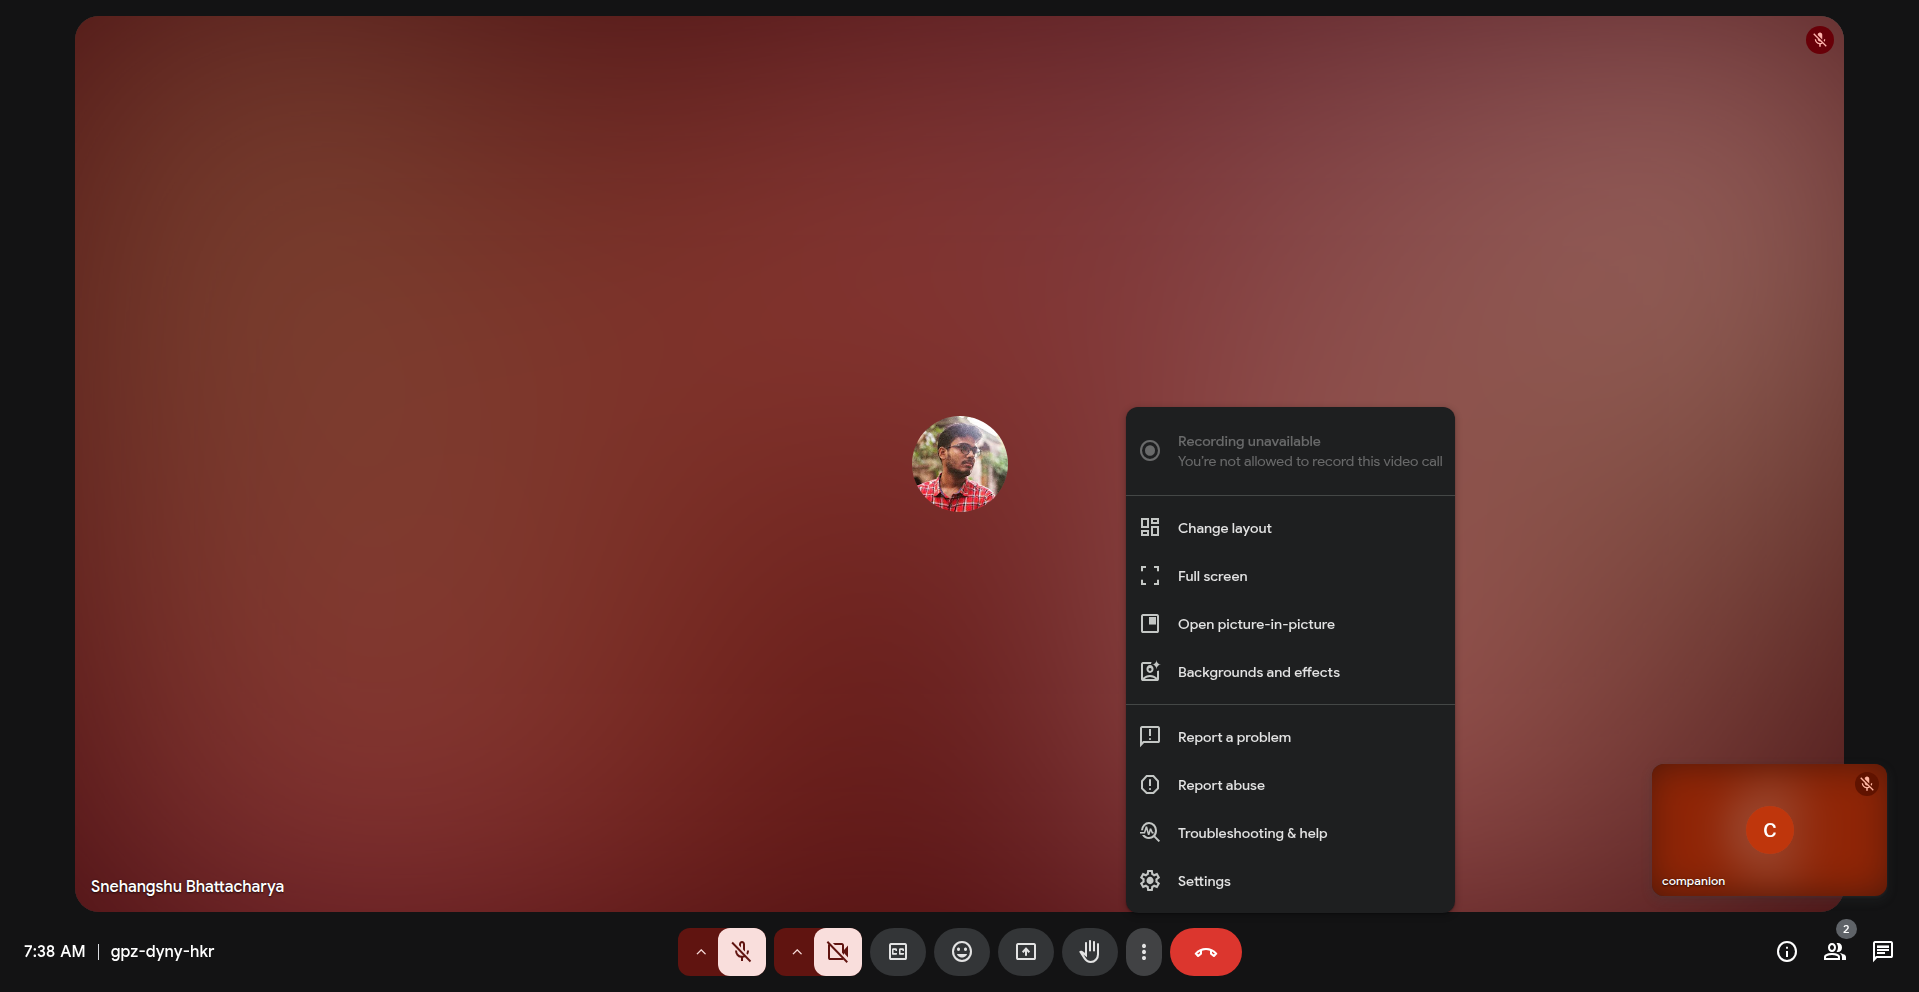 Recording unavailable
You're not allowed to record this video call
Change layout
Full screen
Open picture-in-picture
Backgrounds and effects
Report a problem
Report abuse
Troubleshooting & help
Settings
C
companion
Snehangshu Bhattacharya
7:38 AM | gpz-dyny-hkr
CC
2